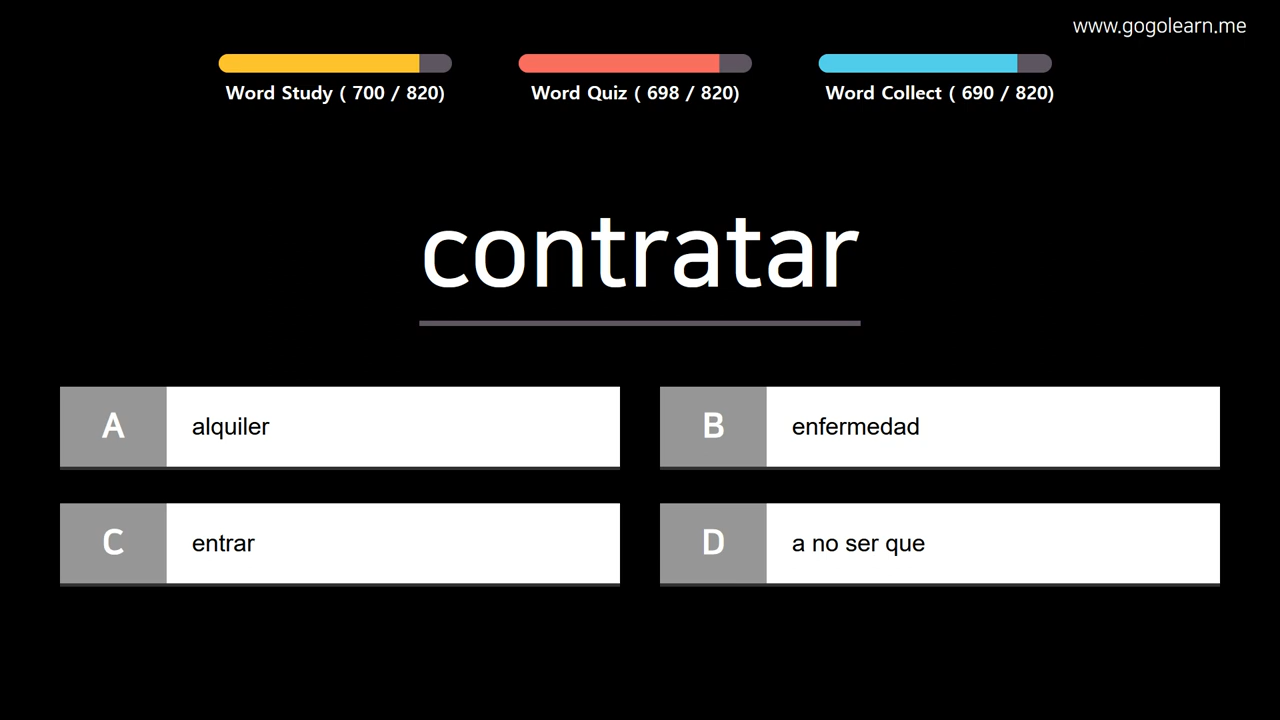 www.gogolearn.me
Word Study ( 700 / 820)
Word Quiz ( 698 / 820)
Word Collect ( 690 / 820)
contratar
A alquiler
B enfermedad
C entrar
D a no ser que